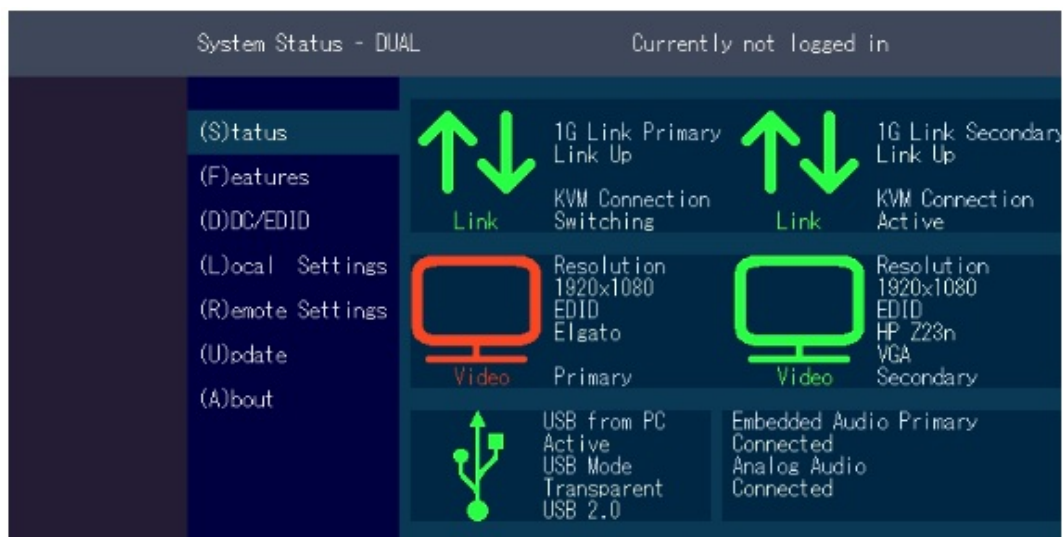 System Status - DUAL
Currently not logged in
(S)tatus
(F)eatures
(D)DC/EDID
(L)ocal Settings
(R)emote Settings
(U)pdate
(A)bout
Link
1G Link Primary
Link Up
KVM Connection
Switching
Link
1G Link Secondary
Link Up
KVM Connection
Active
Video
Resolution
1920x1080
EDID
Elgato
Primary
Video
Resolution
1920x1080
EDID
HP Z23n
VGA
Secondary
USB from PC
Active
USB Mode
Transparent
USB 2.0
Embedded Audio Primary
Connected
Analog Audio
Connected